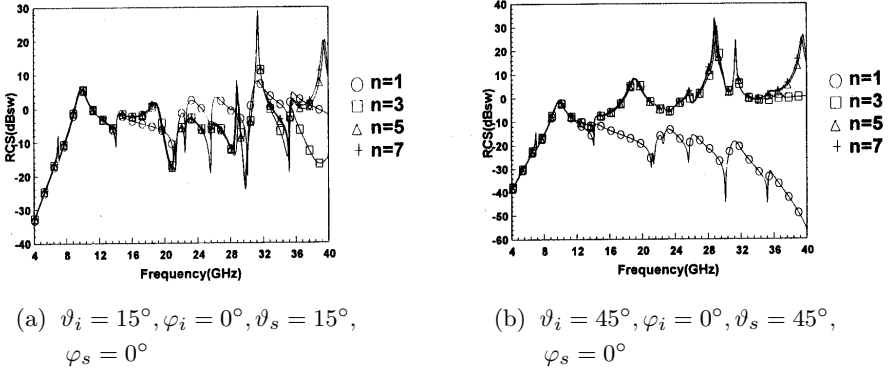 30
20
10
0
-10
-20
-30
-40
RCS(dBsw)
4 8 12 16 20 24 28 32 36 40
Frequency(GHz)
n=1
n=3
n=5
n=7
(a) ϑi = 15°, φi = 0°, ϑs = 15°,
φs = 0°
40
30
20
10
0
-10
-20
-30
-40
-50
-60
RCS(dBsw)
4 8 12 16 20 24 28 32 36 40
Frequency(GHz)
n=1
n=3
n=5
n=7
(b) ϑi = 45°, φi = 0°, ϑs = 45°,
φs = 0°